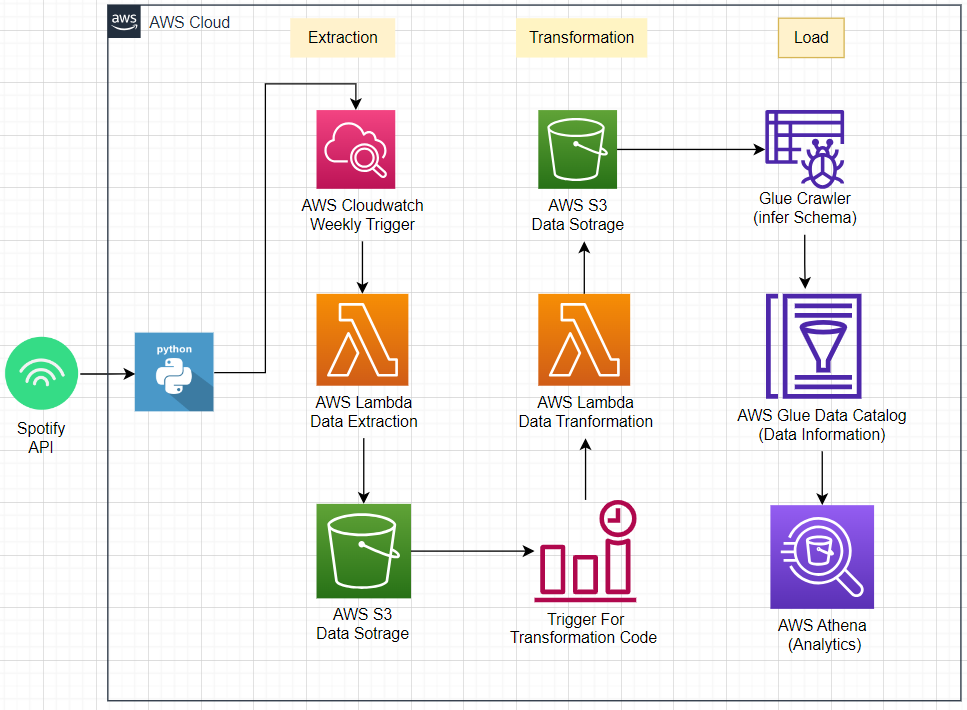 aws
AWS Cloud
Extraction
Transformation
Load
AWS Cloudwatch
Weekly Trigger
AWS S3
Data Sotrage
Glue Crawler
(infer Schema)
python
Spotify
API
AWS Lambda
Data Extraction
AWS Lambda
Data Tranformation
AWS Glue Data Catalog
(Data Information)
AWS S3
Data Sotrage
Trigger For
Transformation Code
AWS Athena
(Analytics)